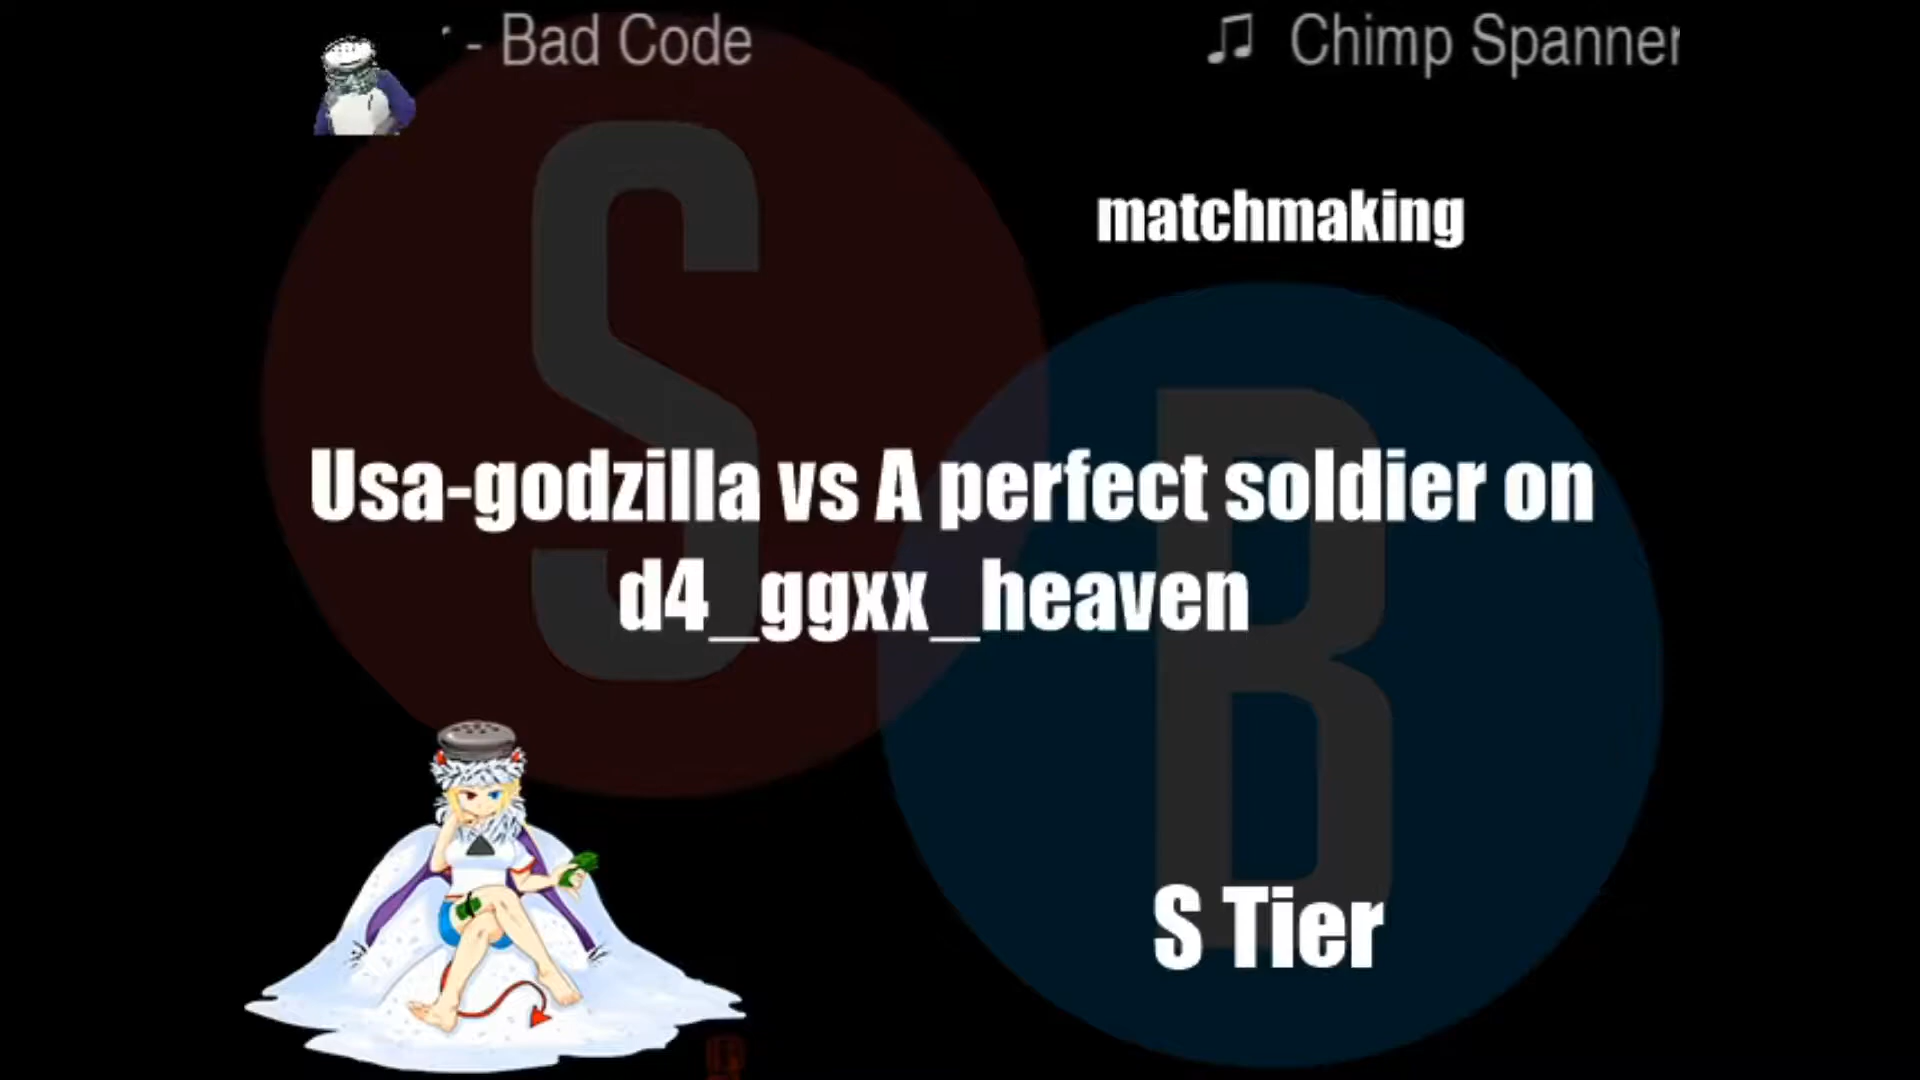 - Bad Code
♫ Chimp Spanner
matchmaking
S
B
Usa-godzilla vs A perfect soldier on
d4_ggxx_heaven
S Tier